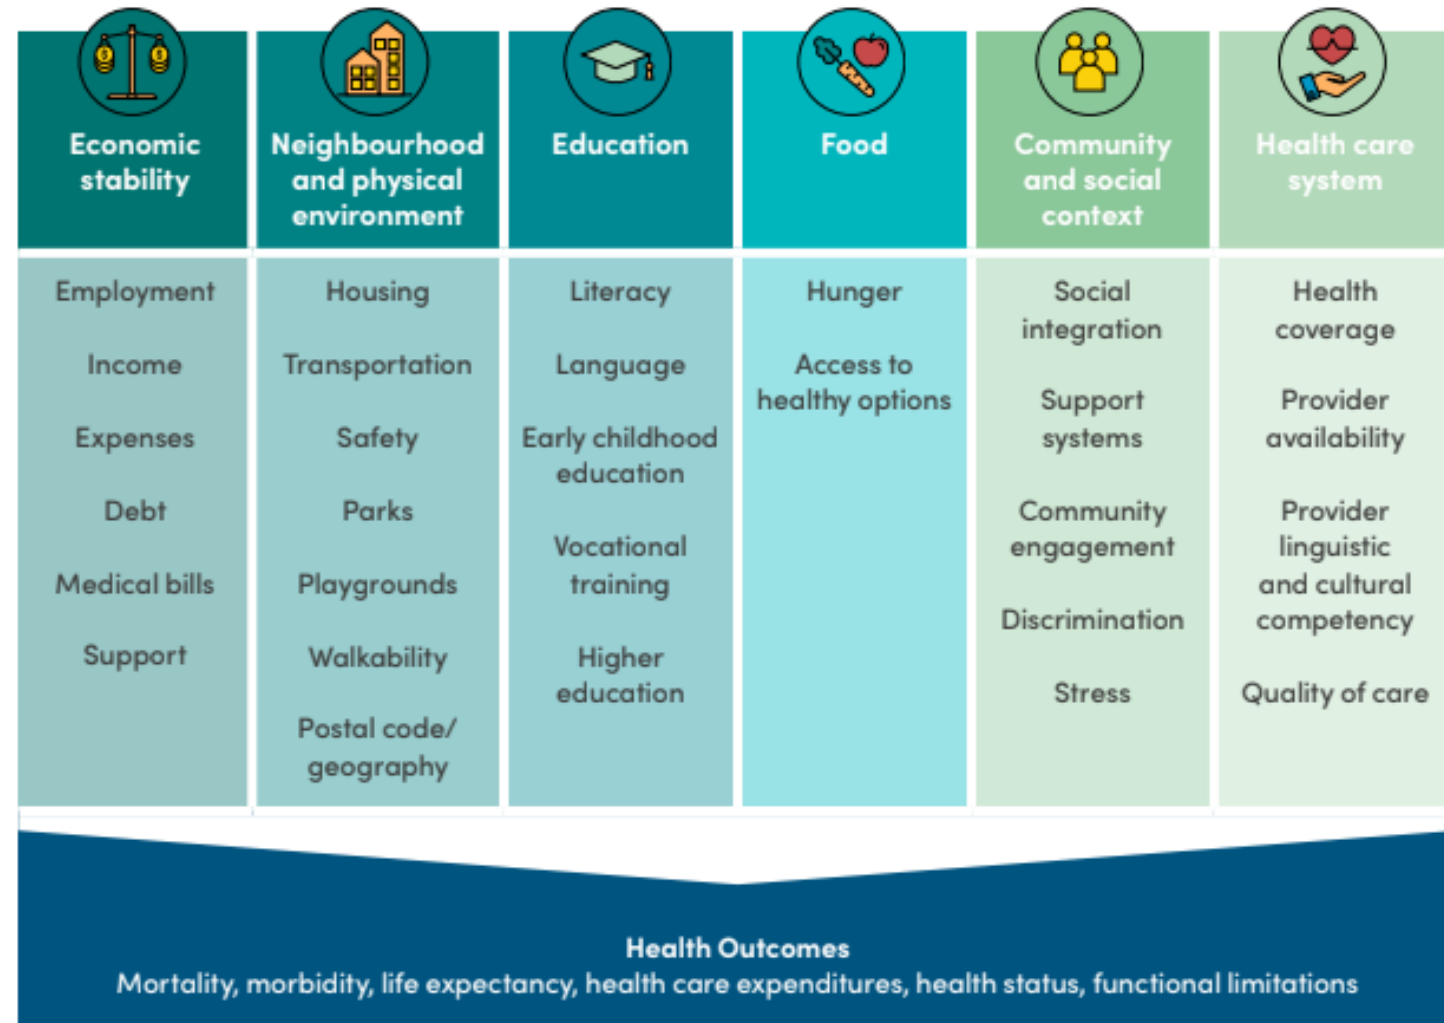 Economic
stability
Neighbourhood
and physical
environment
Education
Food
Community
and social
context
Health care
system
Employment
Income
Expenses
Debt
Medical bills
Support
Housing
Transportation
Safety
Parks
Playgrounds
Walkability
Postal code/
geography
Literacy
Language
Early childhood
education
Vocational
training
Higher
education
Hunger
Access to
healthy options
Social
integration
Support
systems
Community
engagement
Discrimination
Stress
Health
coverage
Provider
availability
Provider
linguistic
and cultural
competency
Quality of care
Health Outcomes
Mortality, morbidity, life expectancy, health care expenditures, health status, functional limitations